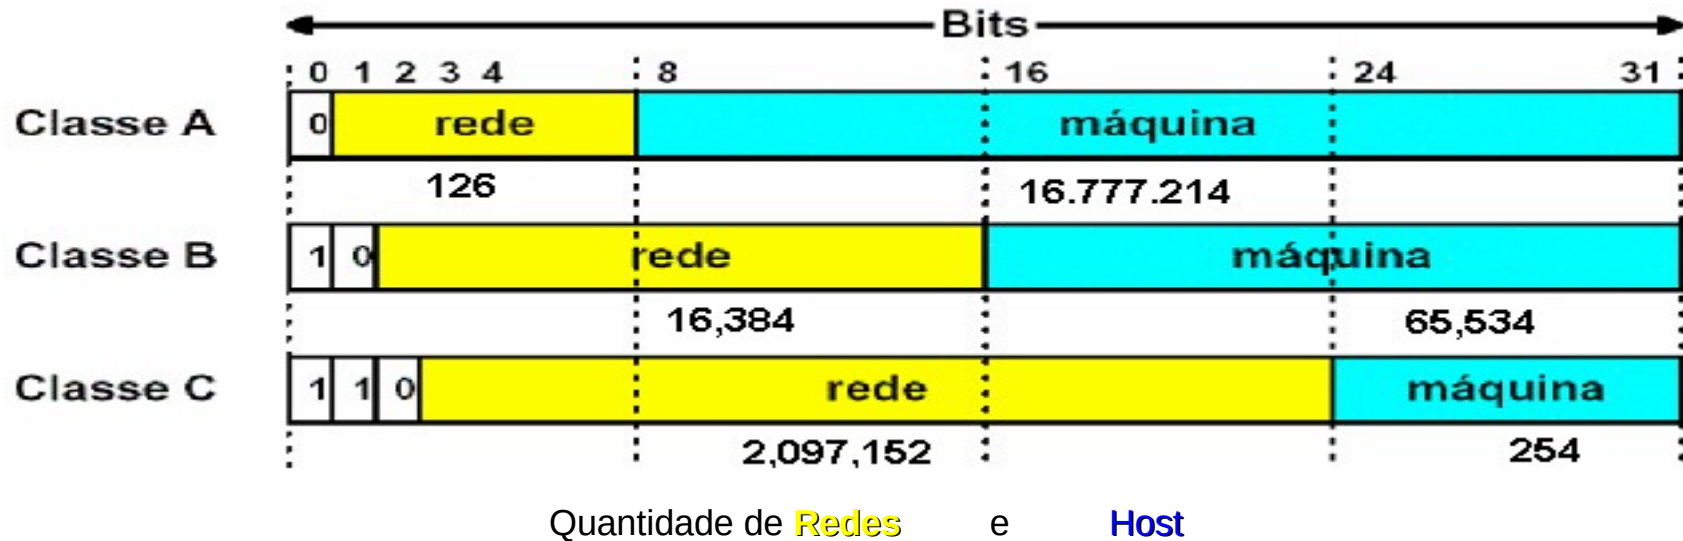 Bits
0 1 2 3 4 8 16 24 31
Classe A 0 rede máquina
126 16.777.214
Classe B 1 0 rede máquina
16,384 65,534
Classe C 1 1 0 rede máquina
2,097,152 254
Quantidade de Redes e Host